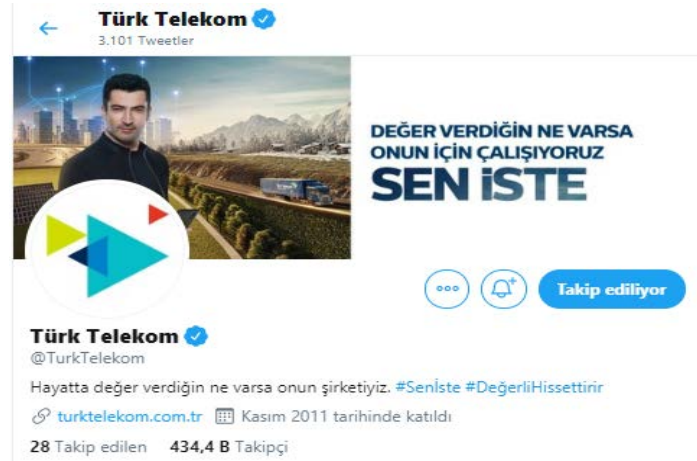 Türk Telekom
3.101 Tweetler
DEĞER VERDİĞİN NE VARSA
ONUN İÇİN ÇALIŞIYORUZ
SEN iSTE
Takip ediliyor
Türk Telekom
@TurkTelekom
Hayatta değer verdiğin ne varsa onun şirketiyiz. #Senİste #DeğerliHissettirir
turktelekom.com.tr Kasım 2011 tarihinde katıldı
28 Takip edilen 434,4 B Takipçi